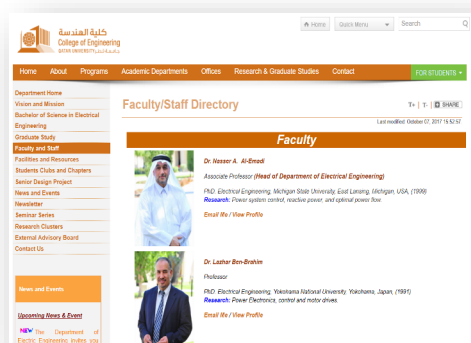 Home
Quick Menu
Search
كلية الهندسة
College of Engineering
QATAR UNIVERSITY جامعة قطر
Home About Programs Academic Departments Offices Research & Graduate Studies Contact FOR STUDENTS
Department Home
Vision and Mission
Bachelor of Science in Electrical
Engineering
Graduate Study
Faculty and Staff
Facilities and Resources
Students Clubs and Chapters
Senior Design Project
News and Events
Newsletter
Seminar Series
Research Clusters
External Advisory Board
Contact Us
News and Events
Upcoming News & Event
NEW The Department of
Electric Engineering invites you
Faculty/Staff Directory
T+ | T- | SHARE
Last modified: October 07, 2017 15:52:57
Faculty
Dr. Nasser A. Al-Emadi
Associate Professor (Head of Department of Electrical Engineering)
PhD. Electrical Engineering, Michigan State University, East Lansing, Michigan, USA, (1999)
Research: Power system control, reactive power, and optimal power flow.
Email Me / View Profile
Dr. Lazhar Ben-Brahim
Professor
PhD. Electrical Engineering, Yokohama National University, Yokohama, Japan, (1991)
Research: Power Electronics, control and motor drives.
Email Me / View Profile